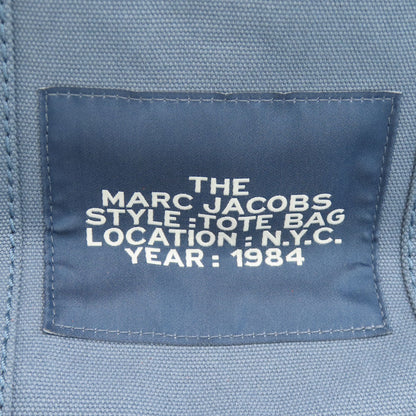 THE
MARC JACOBS
STYLE : TOTE BAG
LOCATION : N.Y.C.
YEAR : 1984